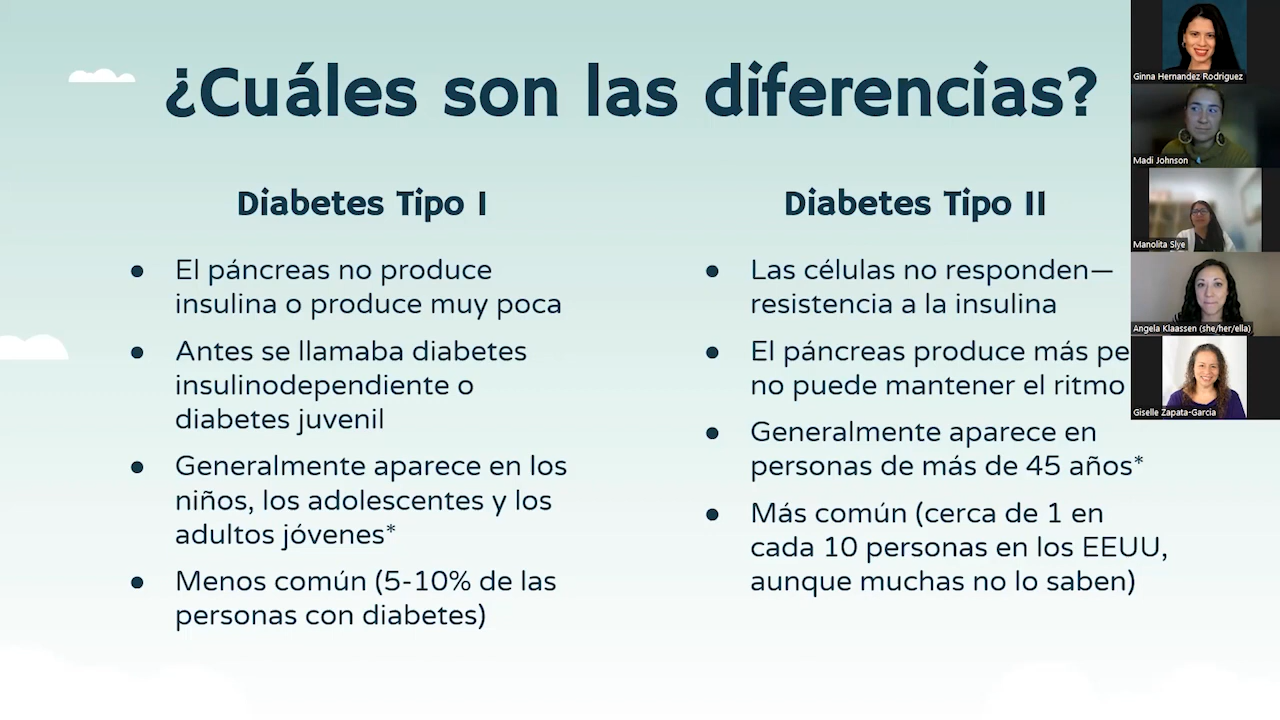 ¿Cuáles son las diferencias?
Diabetes Tipo I
● El páncreas no produce
insulina o produce muy poca
● Antes se llamaba diabetes
insulinodependiente o
diabetes juvenil
● Generalmente aparece en los
niños, los adolescentes y los
adultos jóvenes*
● Menos común (5-10% de las
personas con diabetes)
Diabetes Tipo II
● Las células no responden—
resistencia a la insulina
● El páncreas produce más pe
no puede mantener el ritmo
● Generalmente aparece en
personas de más de 45 años*
● Más común (cerca de 1 en
cada 10 personas en los EEUU,
aunque muchas no lo saben)
Ginna Hernandez Rodriguez
Madi Johnson
Manolita Slye
Angela Klaassen (she/her/ella)
Giselle Zapata-Garcia